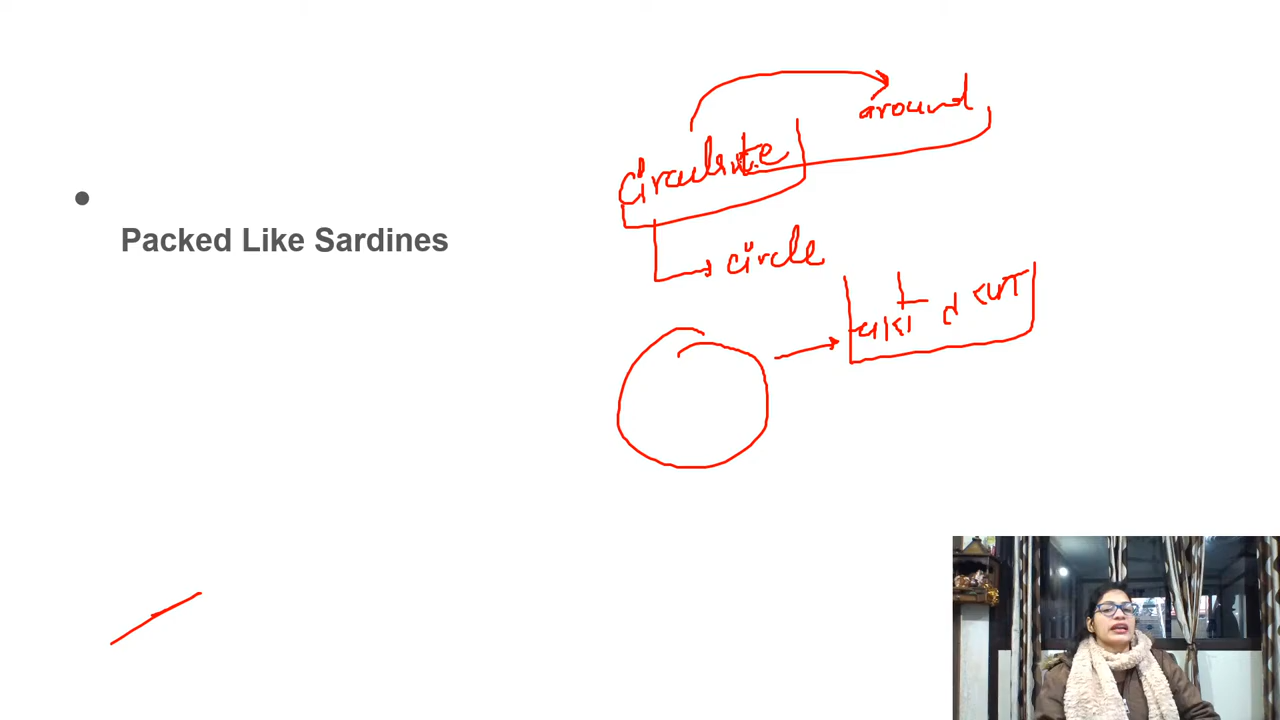 around
circulate
Packed Like Sardines
circle